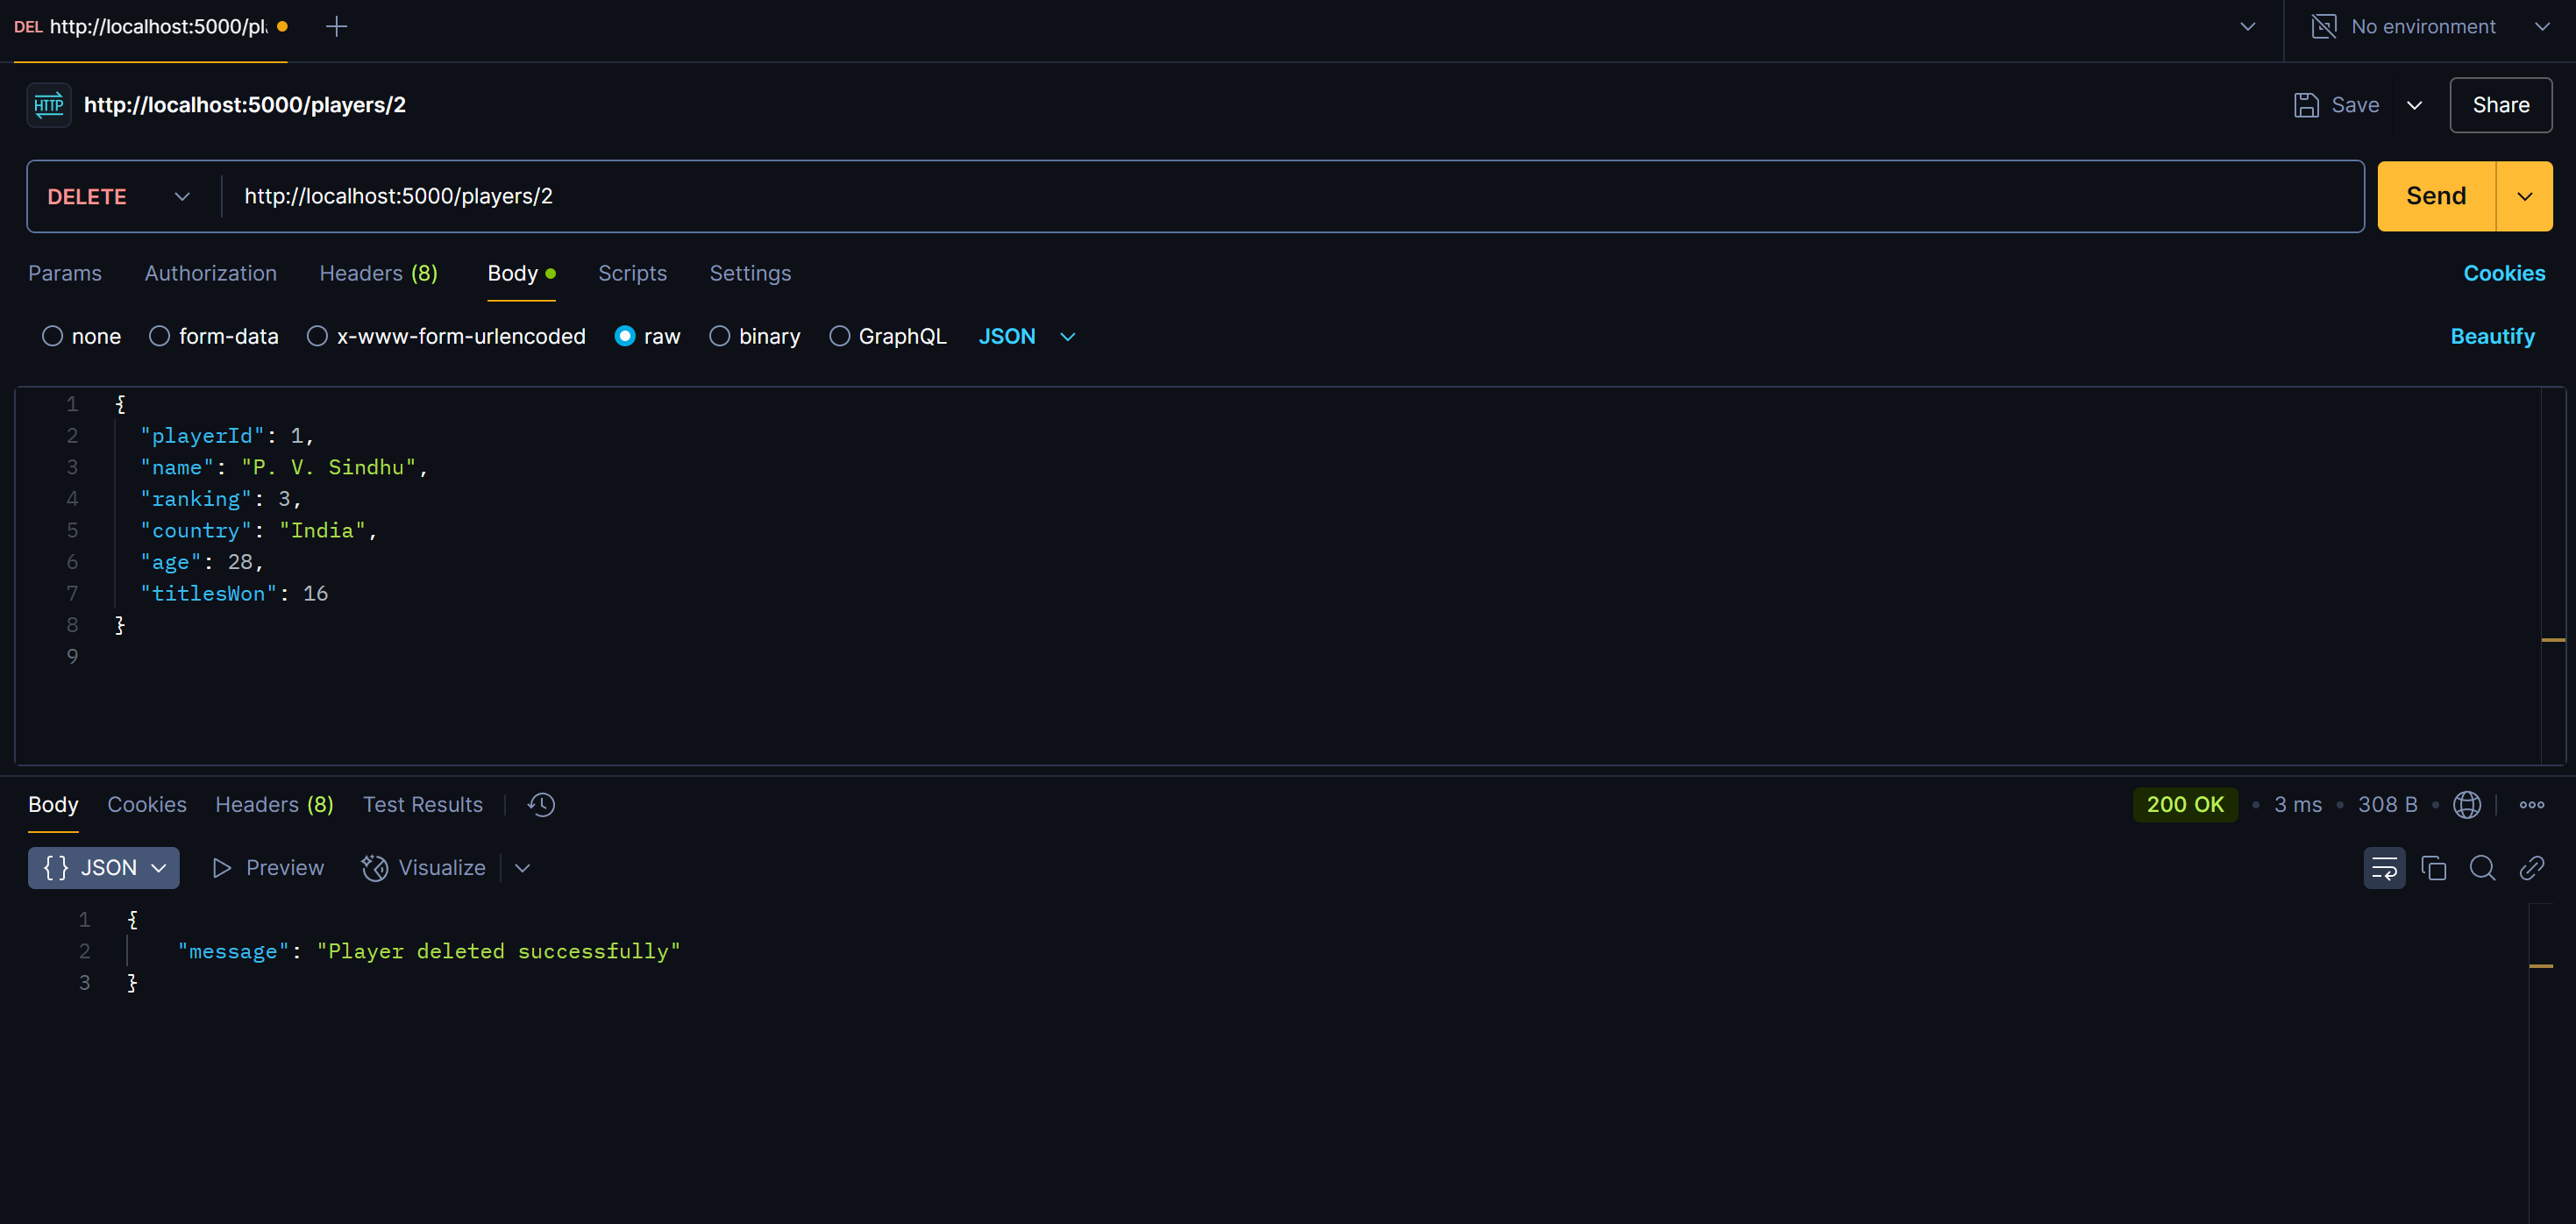 DEL http://localhost:5000/pl
No environment
HTTP http://localhost:5000/players/2
Save Share
DELETE http://localhost:5000/players/2 Send
Params Authorization Headers (8) Body Scripts Settings Cookies
none form-data x-www-form-urlencoded raw binary GraphQL JSON Beautify
1 {
2 "playerId": 1,
3 "name": "P. V. Sindhu",
4 "ranking": 3,
5 "country": "India",
6 "age": 28,
7 "titlesWon": 16
8 }
9
Body Cookies Headers (8) Test Results 200 OK • 3 ms • 308 B •
{} JSON Preview Visualize
1 {
2 "message": "Player deleted successfully"
3 }